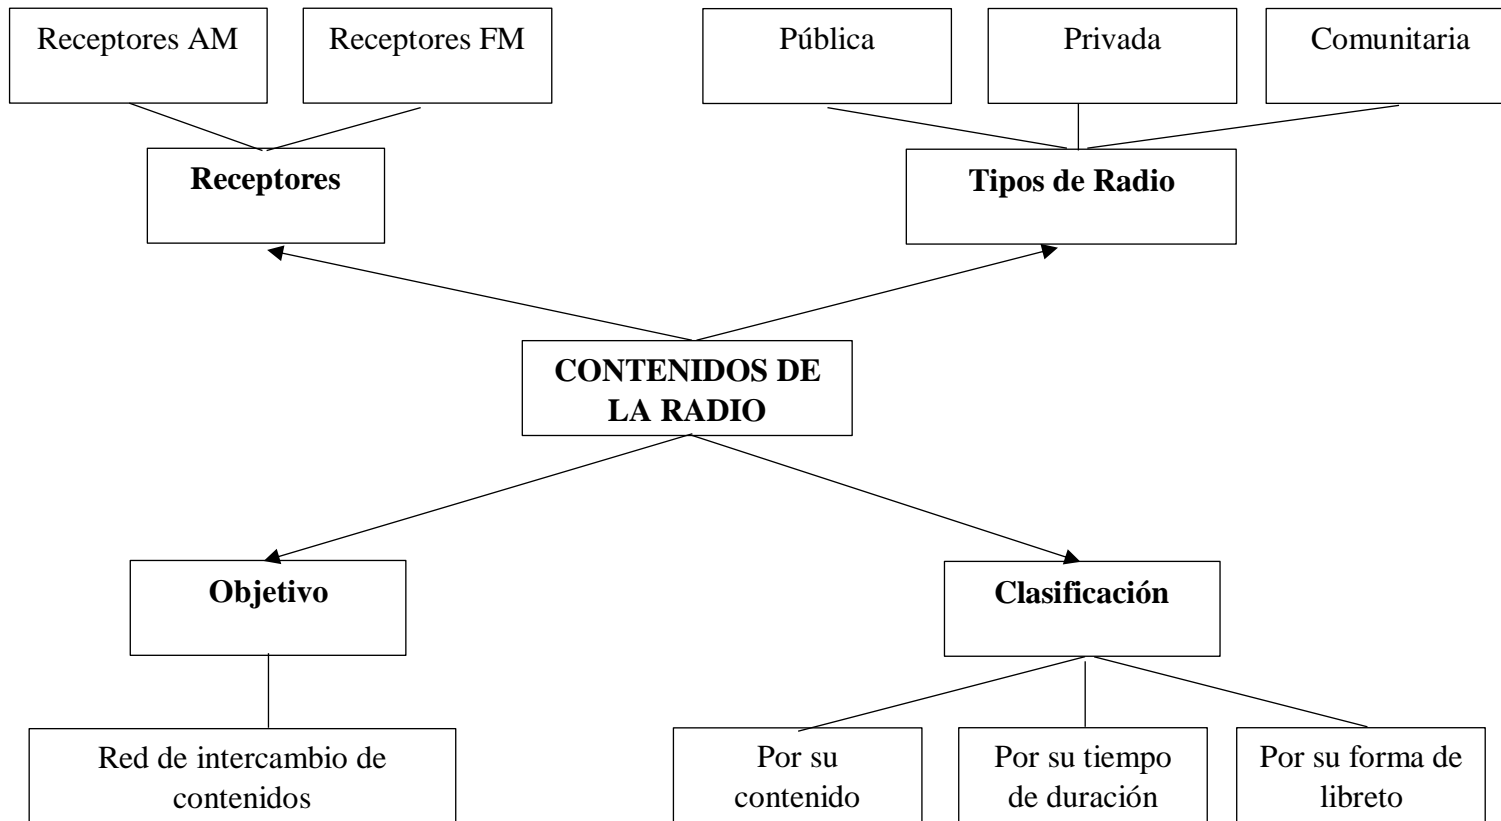 Receptores AM
Receptores FM
Pública
Privada
Comunitaria
Receptores
Tipos de Radio
CONTENIDOS DE
LA RADIO
Objetivo
Clasificación
Red de intercambio de
contenidos
Por su
contenido
Por su tiempo
de duración
Por su forma de
libreto